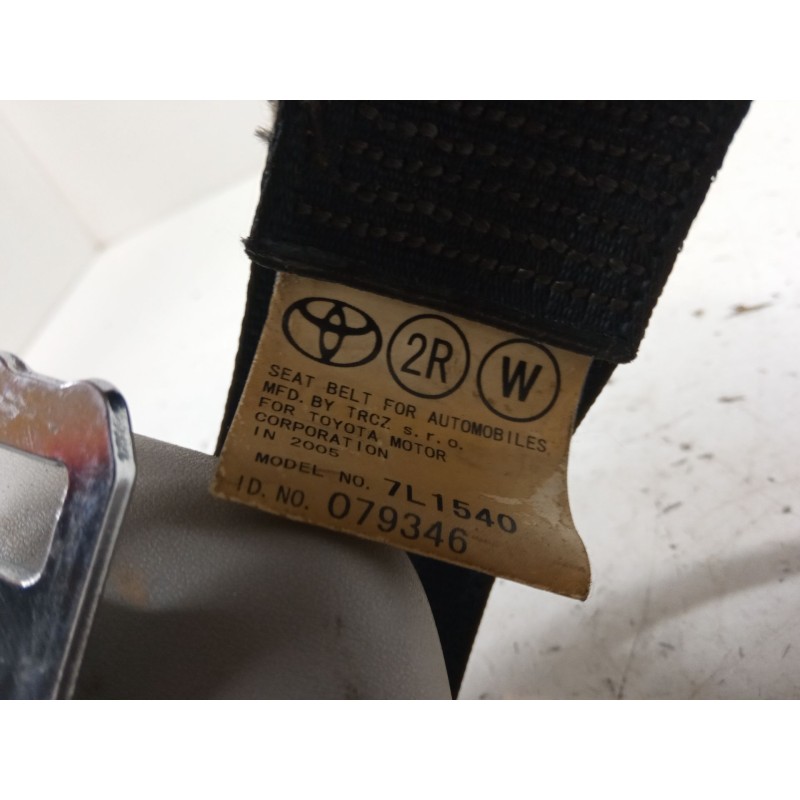 2R W
SEAT BELT FOR AUTOMOBILES
MFD. BY TRCZ s.r.o.
FOR TOYOTA MOTOR
CORPORATION
IN 2005
MODEL NO. 7L1540
ID. NO. 079346